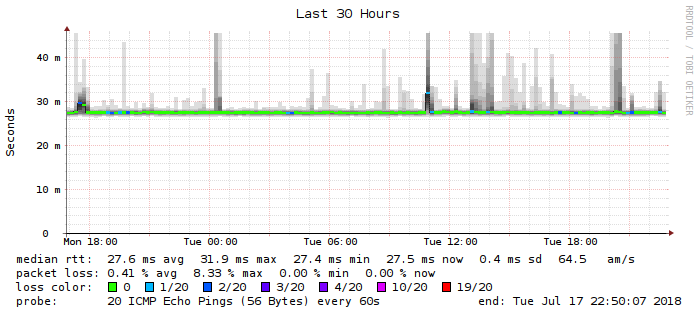 Last 30 Hours
RRDTOOL / TOBI OETIKER
Seconds
40 m
30 m
20 m
10 m
0
Mon 18:00 Tue 00:00 Tue 06:00 Tue 12:00 Tue 18:00
median rtt: 27.6 ms avg 31.9 ms max 27.4 ms min 27.5 ms now 0.4 ms sd 64.5 am/s
packet loss: 0.41 % avg 8.33 % max 0.00 % min 0.00 % now
loss color: 0 1/20 2/20 3/20 4/20 10/20 19/20
probe: 20 ICMP Echo Pings (56 Bytes) every 60s end: Tue Jul 17 22:50:07 2018